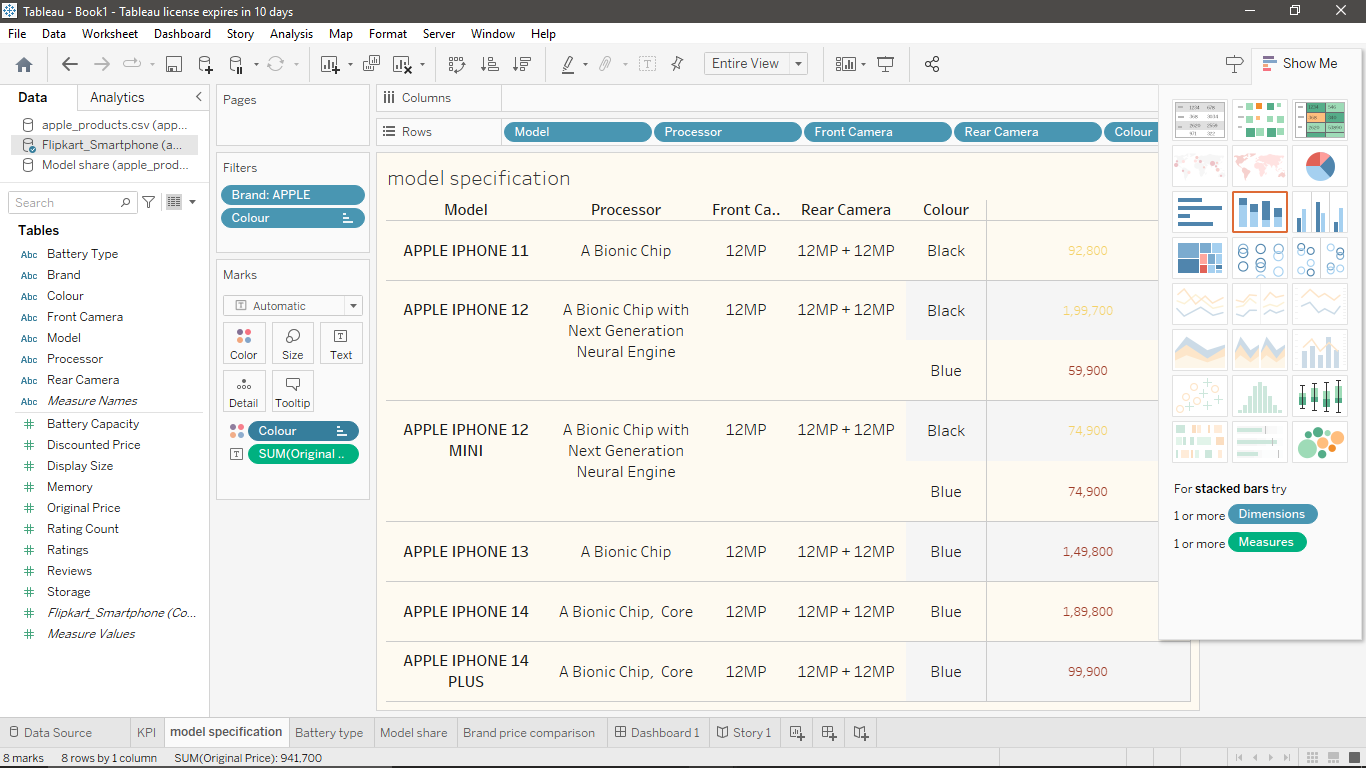 Tableau - Book1 - Tableau license expires in 10 days
File Data Worksheet Dashboard Story Analysis Map Format Server Window Help
Entire View
Show Me
Data Analytics
apple_products.csv (app...
Flipkart_Smartphone (a...
Model share (apple_prod...
Search
Tables
Abc Battery Type
Abc Brand
Abc Colour
Abc Front Camera
Abc Model
Abc Processor
Abc Rear Camera
Abc Measure Names
# Battery Capacity
# Discounted Price
# Display Size
# Memory
# Original Price
# Rating Count
# Ratings
# Reviews
# Storage
# Flipkart_Smartphone (Co...
# Measure Values
Pages
Filters
Brand: APPLE
Colour
Marks
Automatic
Color Size Text
Detail Tooltip
Colour
SUM(Original ..
Columns
Rows Model Processor Front Camera Rear Camera Colour
model specification
Model Processor Front Ca.. Rear Camera Colour
APPLE IPHONE 11 A Bionic Chip 12MP 12MP + 12MP Black 92,800
APPLE IPHONE 12 A Bionic Chip with 12MP 12MP + 12MP Black 1,99,700
Next Generation
Neural Engine
Blue 59,900
APPLE IPHONE 12 A Bionic Chip with 12MP 12MP + 12MP Black 74,900
MINI Next Generation
Neural Engine
Blue 74,900
APPLE IPHONE 13 A Bionic Chip 12MP 12MP + 12MP Blue 1,49,800
APPLE IPHONE 14 A Bionic Chip, Core 12MP 12MP + 12MP Blue 1,89,800
APPLE IPHONE 14 A Bionic Chip, Core 12MP 12MP + 12MP Blue 99,900
PLUS
For stacked bars try
1 or more Dimensions
1 or more Measures
Data Source KPI model specification Battery type Model share Brand price comparison Dashboard 1 Story 1
8 marks 8 rows by 1 column SUM(Original Price): 941,700